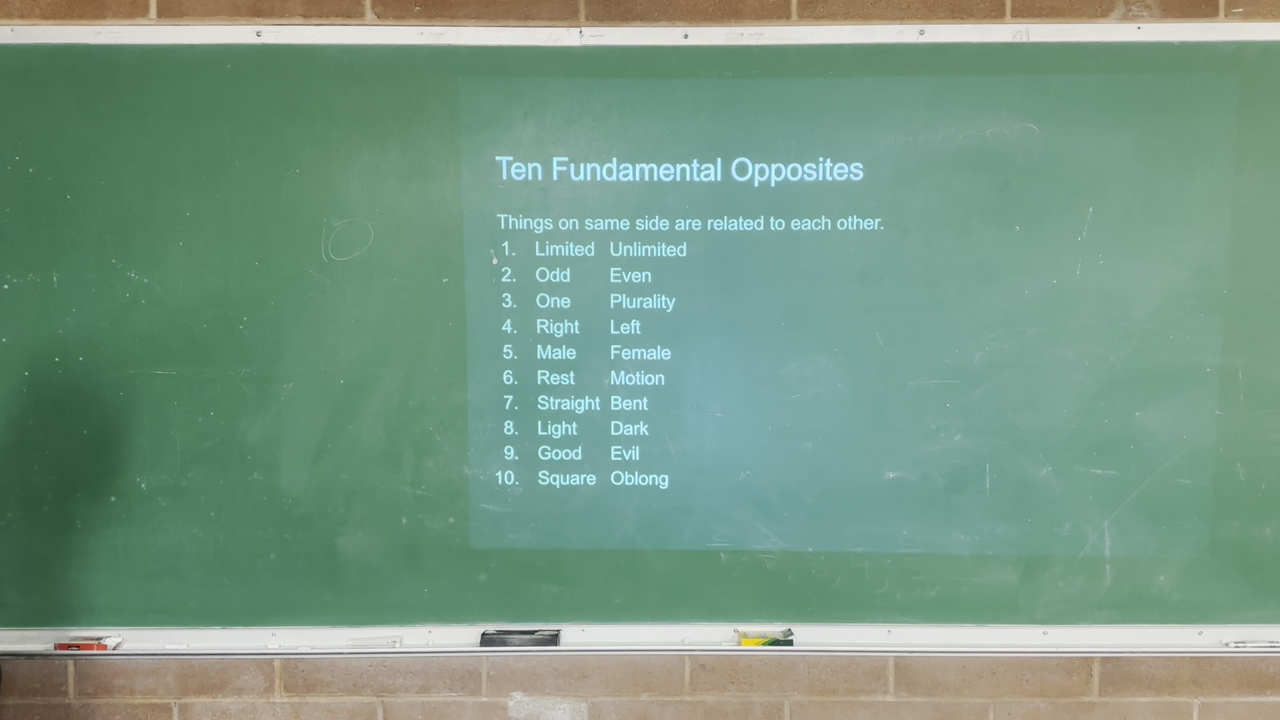 Ten Fundamental Opposites
Things on same side are related to each other.
1. Limited Unlimited
2. Odd Even
3. One Plurality
4. Right Left
5. Male Female
6. Rest Motion
7. Straight Bent
8. Light Dark
9. Good Evil
10. Square Oblong